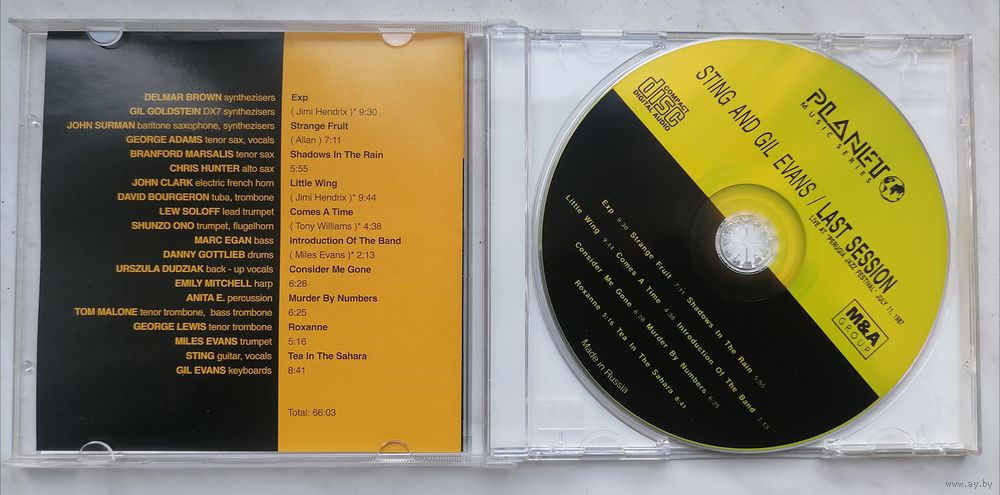 DELMAR BROWN synthezisers
GIL GOLDSTEIN DX7 synthesizers
JOHN SURMAN baritone saxophone, synthesizers
GEORGE ADAMS tenor sax, vocals
BRANFORD MARSALIS tenor sax
CHRIS HUNTER alto sax
JOHN CLARK electric french horn
DAVID BOURGERON tuba, trombone
LEW SOLOFF lead trumpet
SHUNZO ONO trumpet, flugelhorn
MARC EGAN bass
DANNY GOTTLIEB drums
URSZULA DUDZIAK back - up vocals
EMILY MITCHELL harp
ANITA E. percussion
TOM MALONE tenor trombone, bass trombone
GEORGE LEWIS tenor trombone
MILES EVANS trumpet
STING guitar, vocals
GIL EVANS keyboards
Exp
( Jimi Hendrix )* 9:30
Strange Fruit
( Allan ) 7:11
Shadows In The Rain
5:55
Little Wing
( Jimi Hendrix )* 9:44
Comes A Time
( Tony Williams )* 4:38
Introduction Of The Band
( Miles Evans )* 2:13
Consider Me Gone
6:28
Murder By Numbers
6:25
Roxanne
5:16
Tea In The Sahara
8:41
Total: 66:03
COMPACT
disc
DIGITAL AUDIO
PLANET
MUSIC SERIES
STING AND GIL EVANS / LAST SESSION
LIVE AT "PERUGIA JAZZ FESTIVAL" JULY 11, 1987
M&A
GROUP
Exp 9:30 Strange Fruit 7:11 Shadows In The Rain 5:55
Little Wing 9:44 Comes A Time 4:38 Introduction Of The Band 2:13
Consider Me Gone 6:28 Murder By Numbers 6:25
Roxanne 5:16 Tea In The Sahara 8:41
Made in Russia
www.ay.by